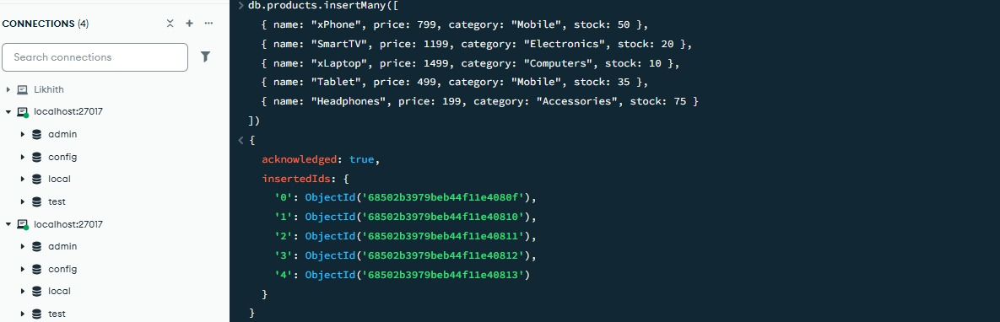 CONNECTIONS (4)
Search connections
Likhith
localhost:27017
admin
config
local
test
localhost:27017
admin
config
local
test
> db.products.insertMany([
{ name: "xPhone", price: 799, category: "Mobile", stock: 50 },
{ name: "SmartTV", price: 1199, category: "Electronics", stock: 20 },
{ name: "xLaptop", price: 1499, category: "Computers", stock: 10 },
{ name: "Tablet", price: 499, category: "Mobile", stock: 35 },
{ name: "Headphones", price: 199, category: "Accessories", stock: 75 }
])
< {
acknowledged: true,
insertedIds: {
'0': ObjectId('68502b3979beb44f11e4080f'),
'1': ObjectId('68502b3979beb44f11e40810'),
'2': ObjectId('68502b3979beb44f11e40811'),
'3': ObjectId('68502b3979beb44f11e40812'),
'4': ObjectId('68502b3979beb44f11e40813')
}
}